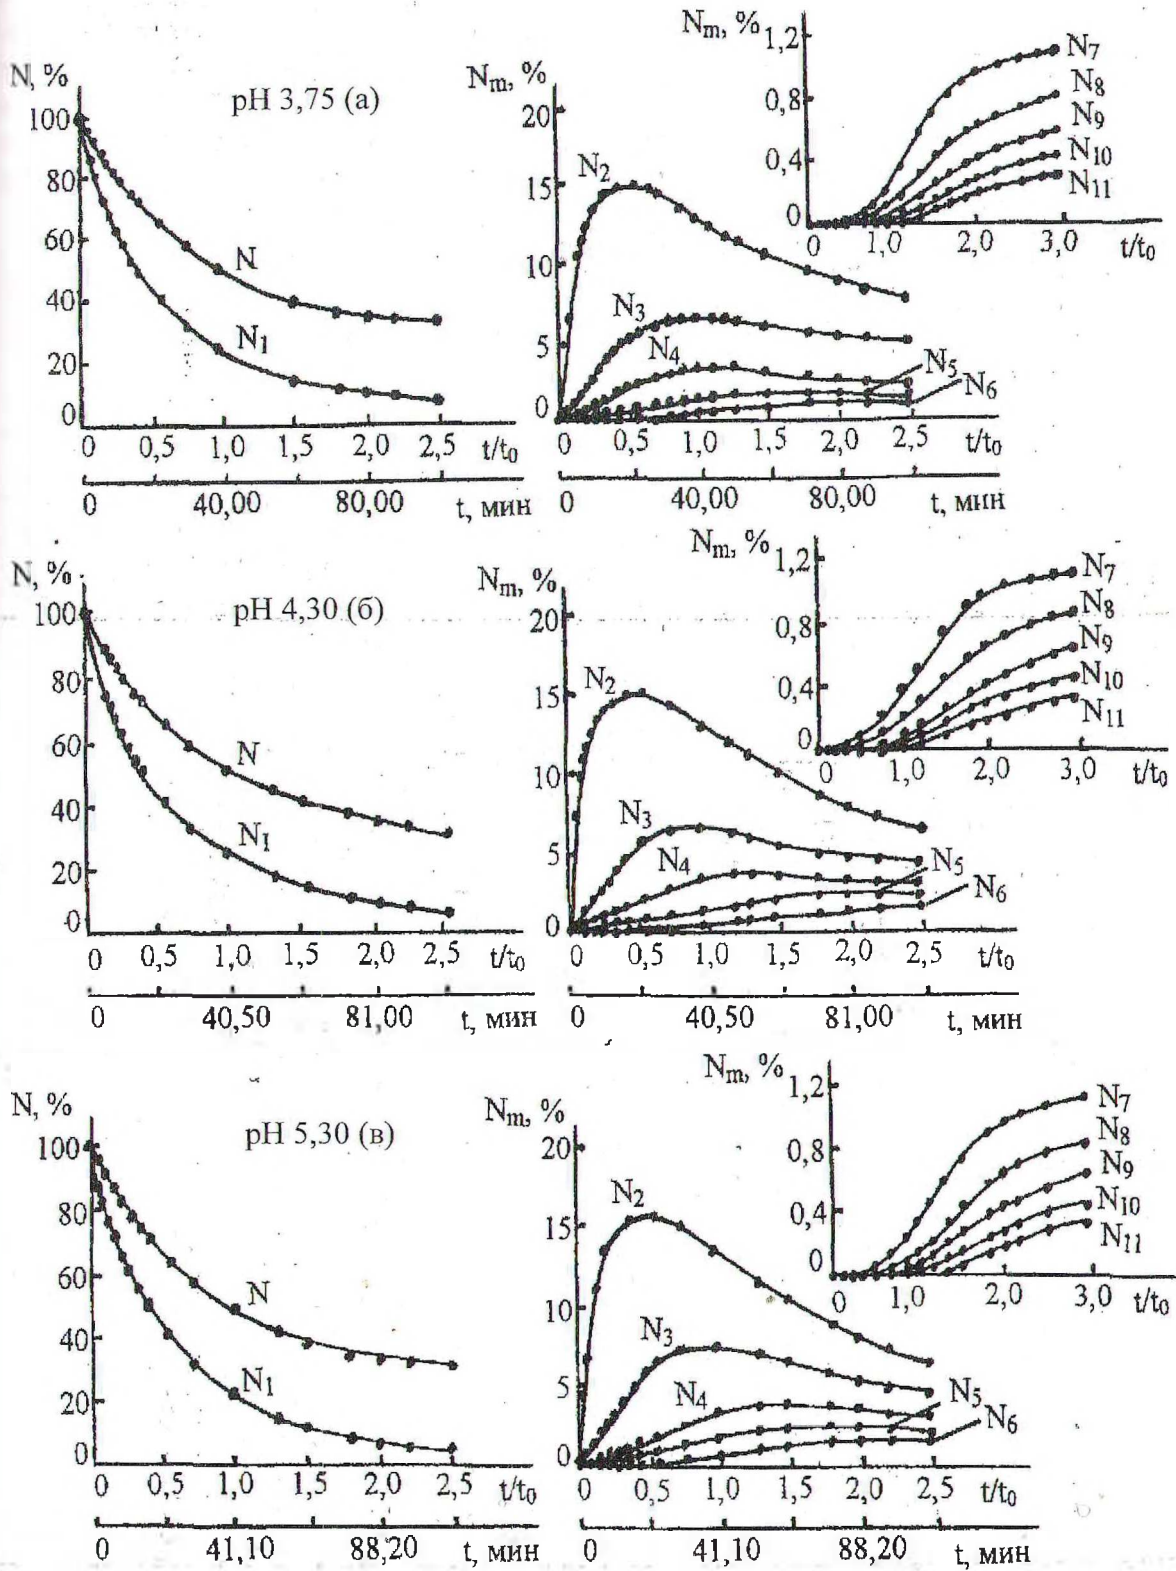 N, %
pH 3,75 (а)
100
80
60
40
20
0
N
N1
0 0,5 1,0 1,5 2,0 2,5 t/t0
0 40,00 80,00 t, мин
Nm, %
20
15
10
5
0
N2
N3
N4
N5
N6
0 0,5 1,0 1,5 2,0 2,5 t/t0
0 40,00 80,00 t, мин
Nm, %
1,2
0,8
0,4
0
N7
N8
N9
N10
N11
0 1,0 2,0 3,0 t/t0
N, %
pH 4,30 (б)
100
80
60
40
20
0
N
N1
0 0,5 1,0 1,5 2,0 2,5 t/t0
0 40,50 81,00 t, мин
Nm, %
20
15
10
5
0
N2
N3
N4
N5
N6
0 0,5 1,0 1,5 2,0 2,5 t/t0
0 40,50 81,00 t, мин
Nm, %
1,2
0,8
0,4
0
N7
N8
N9
N10
N11
0 1,0 2,0 3,0 t/t0
N, %
pH 5,30 (в)
100
80
60
40
20
0
N
N1
0 0,5 1,0 1,5 2,0 2,5 t/t0
0 41,10 88,20 t, мин
Nm, %
20
15
10
5
0
N2
N3
N4
N5
N6
0 0,5 1,0 1,5 2,0 2,5 t/t0
0 41,10 88,20 t, мин
Nm, %
1,2
0,8
0,4
0
N7
N8
N9
N10
N11
0 1,0 2,0 3,0 t/t0